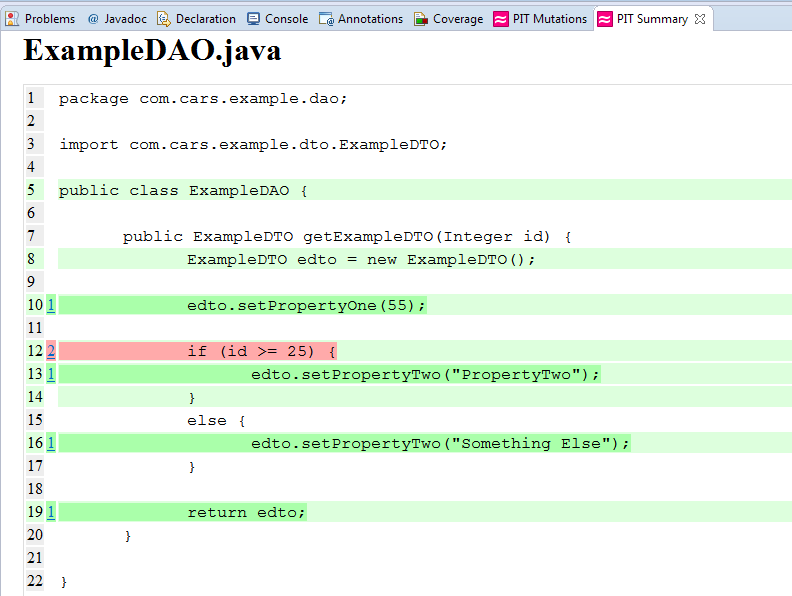 Problems @ Javadoc Declaration Console Annotations Coverage PIT Mutations PIT Summary
ExampleDAO.java
1 package com.cars.example.dao;
2
3 import com.cars.example.dto.ExampleDTO;
4
5 public class ExampleDAO {
6
7 public ExampleDTO getExampleDTO(Integer id) {
8 ExampleDTO edto = new ExampleDTO();
9
10 1 edto.setPropertyOne(55);
11
12 2 if (id >= 25) {
13 1 edto.setPropertyTwo("PropertyTwo");
14 }
15 else {
16 1 edto.setPropertyTwo("Something Else");
17 }
18
19 1 return edto;
20 }
21
22 }